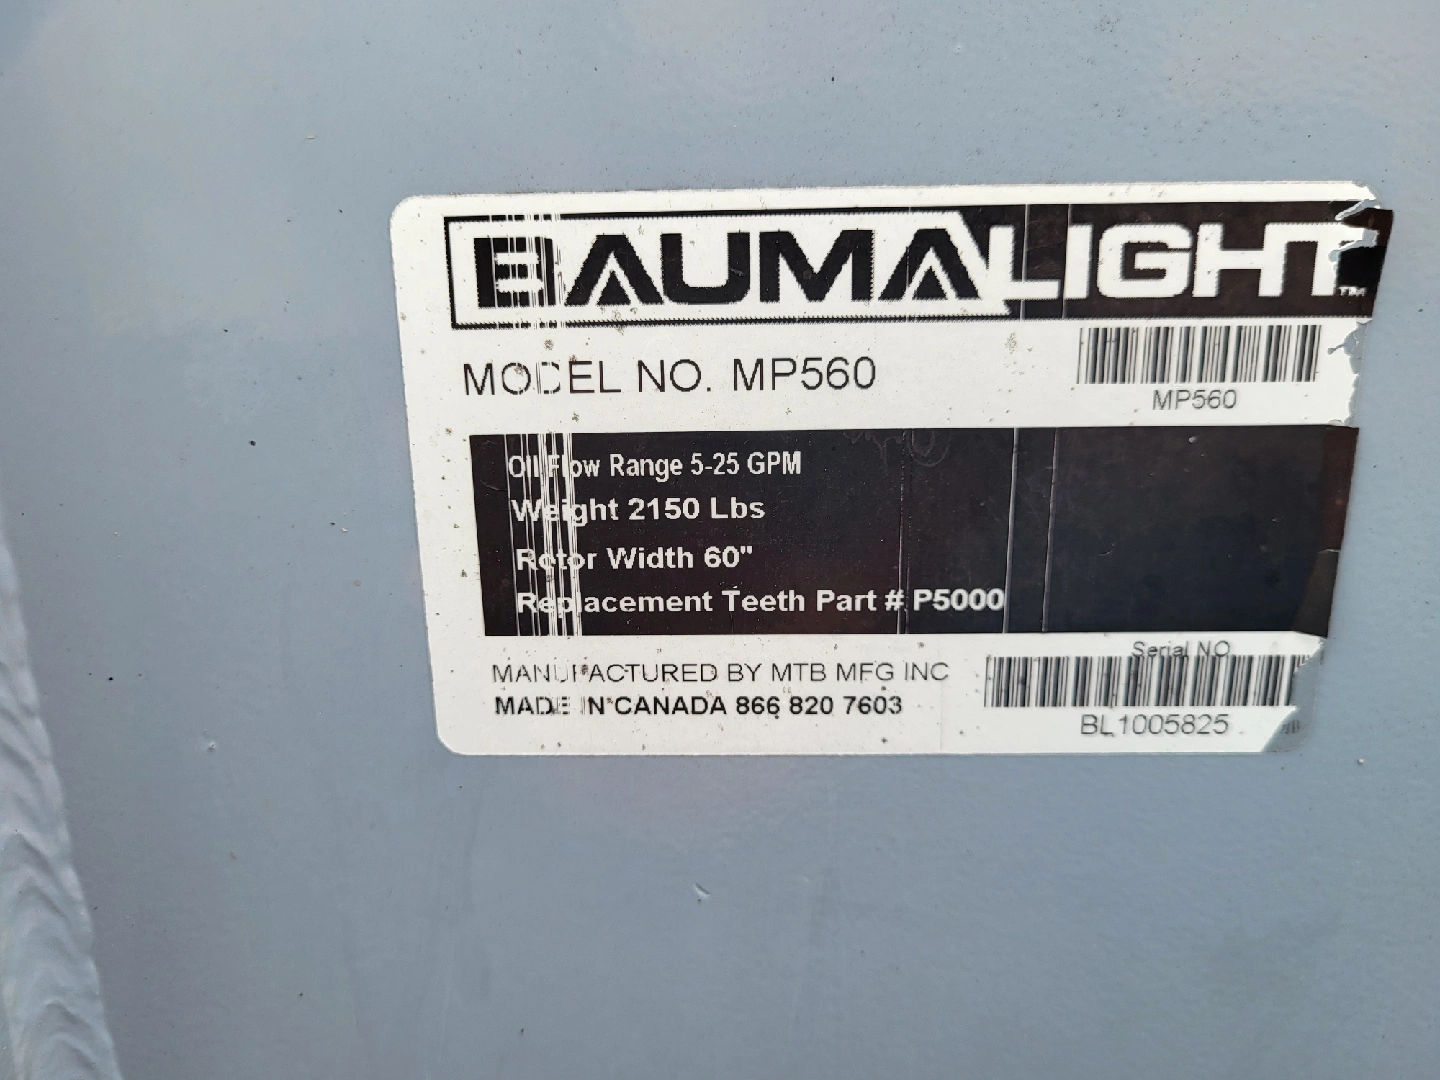 BAUMALIGHT™
MODEL NO. MP560
MP560
Oil Flow Range 5-25 GPM
Weight 2150 Lbs
Rotor Width 60"
Replacement Teeth Part # P5000
Serial NO
MANUFACTURED BY MTB MFG INC
MADE IN CANADA 866 820 7603
BL1005825